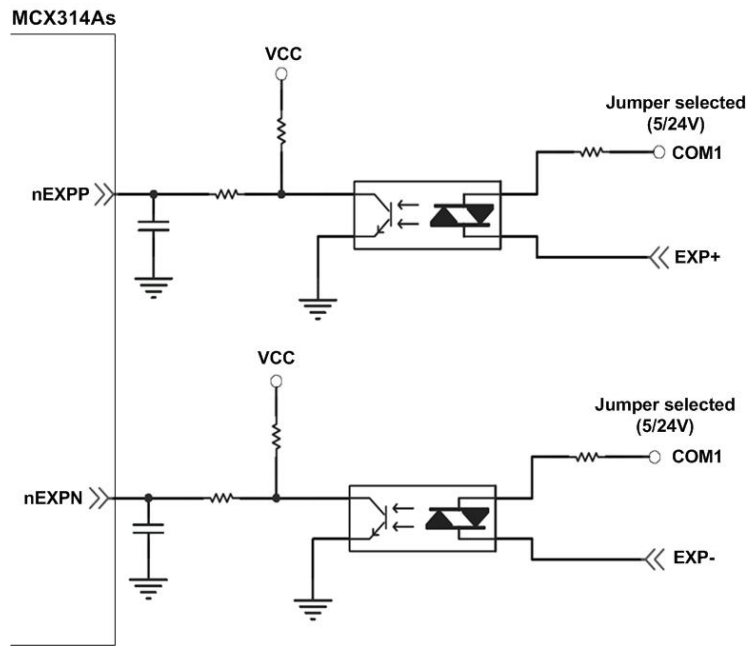 MCX314As
VCC
Jumper selected
(5/24V)
COM1
nEXPP
EXP+
VCC
Jumper selected
(5/24V)
COM1
nEXPN
EXP-